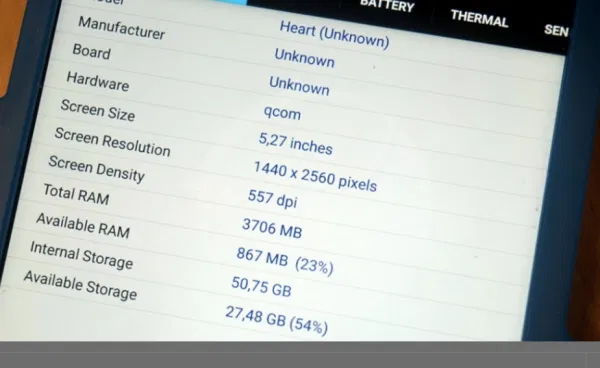 BATTERY THERMAL SEN
Heart (Unknown)
Manufacturer Unknown
Board Unknown
Hardware qcom
Screen Size 5,27 inches
Screen Resolution 1440 x 2560 pixels
Screen Density 557 dpi
Total RAM 3706 MB
Available RAM 867 MB (23%)
Internal Storage 50,75 GB
Available Storage 27,48 GB (54%)